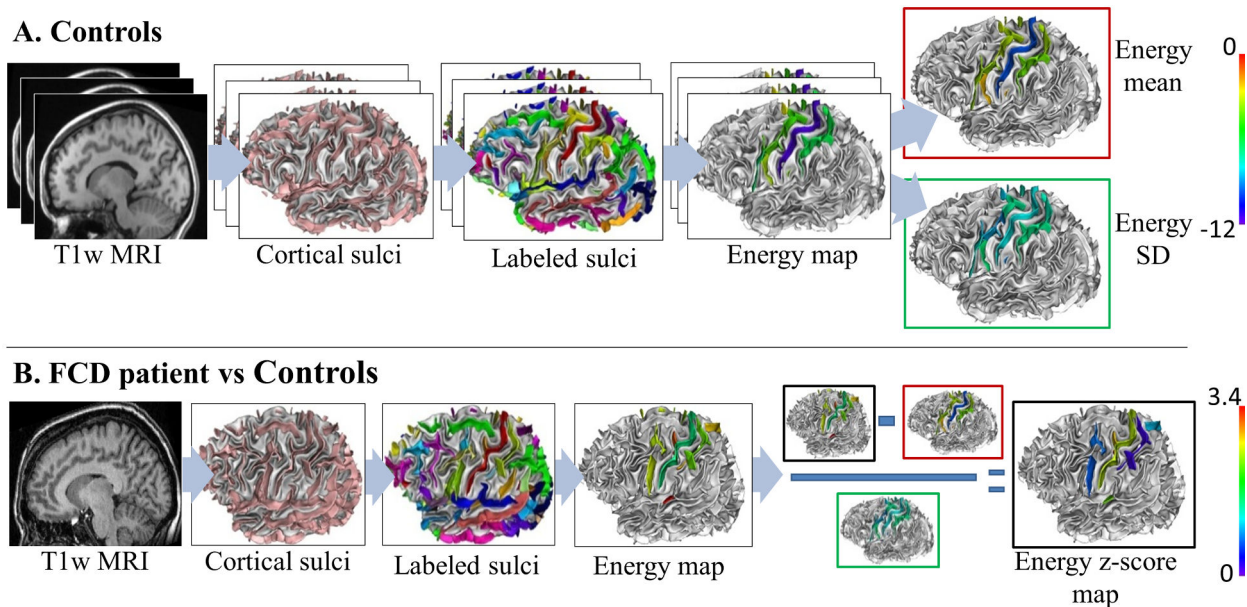 A. Controls
T1w MRI
Cortical sulci
Labeled sulci
Energy map
Energy
mean
0
Energy
SD
-12
B. FCD patient vs Controls
T1w MRI
Cortical sulci
Labeled sulci
Energy map
Energy z-score
map
3.4
0